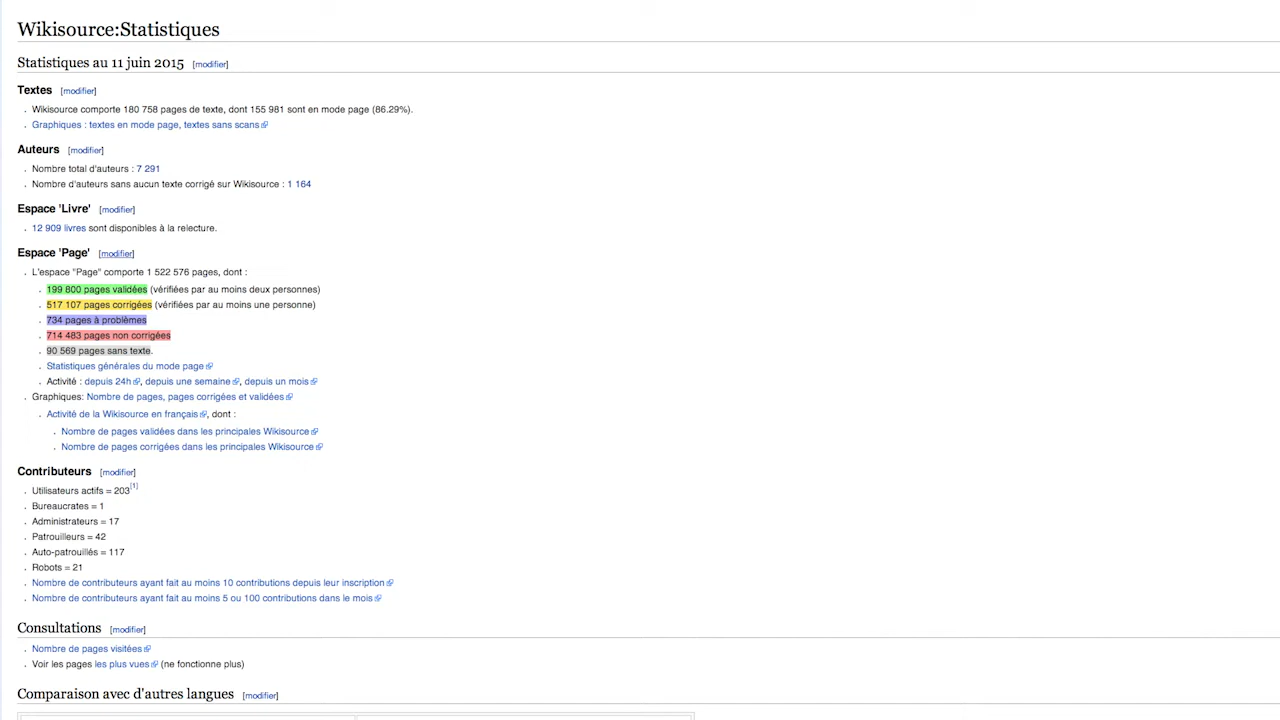 Wikisource:Statistiques
Statistiques au 11 juin 2015 [modifier]
Textes [modifier]
Wikisource comporte 180 758 pages de texte, dont 155 981 sont en mode page (86.29%).
Graphiques : textes en mode page, textes sans scans
Auteurs [modifier]
Nombre total d'auteurs : 7 291
Nombre d'auteurs sans aucun texte corrigé sur Wikisource : 1 164
Espace 'Livre' [modifier]
12 909 livres sont disponibles à la relecture.
Espace 'Page' [modifier]
L'espace "Page" comporte 1 522 576 pages, dont :
199 800 pages validées (vérifiées par au moins deux personnes)
517 107 pages corrigées (vérifiées par au moins une personne)
734 pages à problèmes
714 483 pages non corrigées
90 569 pages sans texte.
Statistiques générales du mode page
Activité : depuis 24h, depuis une semaine, depuis un mois
Graphiques: Nombre de pages, pages corrigées et validées
Activité de la Wikisource en français, dont :
Nombre de pages validées dans les principales Wikisource
Nombre de pages corrigées dans les principales Wikisource
Contributeurs [modifier]
Utilisateurs actifs = 203[1]
Bureaucrates = 1
Administrateurs = 17
Patrouilleurs = 42
Auto-patrouillés = 117
Robots = 21
Nombre de contributeurs ayant fait au moins 10 contributions depuis leur inscription
Nombre de contributeurs ayant fait au moins 5 ou 100 contributions dans le mois
Consultations [modifier]
Nombre de pages visitées
Voir les pages les plus vues (ne fonctionne plus)
Comparaison avec d'autres langues [modifier]